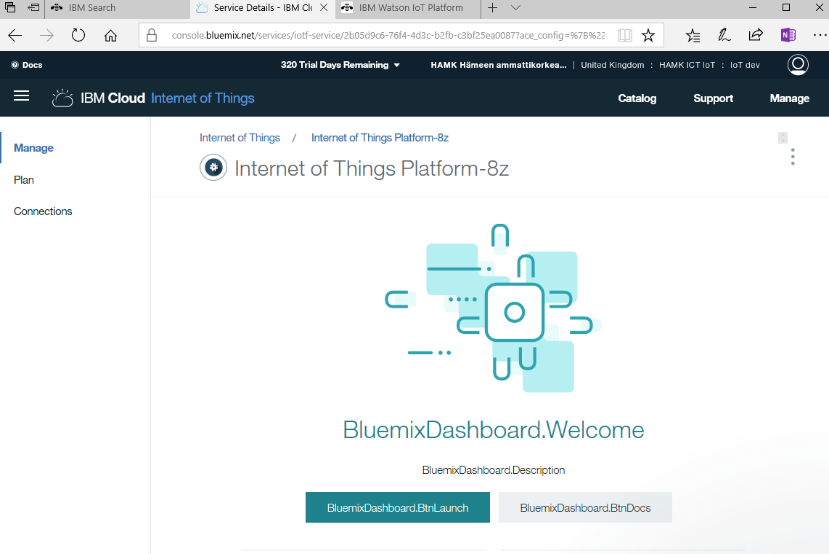 IBM Search
Service Details - IBM Cl
IBM Watson IoT Platform
console.bluemix.net/services/iotf-service/2b05d9c6-76f4-4d3c-b2fb-c3bf25ea0087?ace_config=%7B%22
Docs
320 Trial Days Remaining
HAMK Hämeen ammattikorkea... | United Kingdom : HAMK ICT IoT : IoT dev
IBM Cloud Internet of Things
Catalog
Support
Manage
Manage
Plan
Connections
Internet of Things / Internet of Things Platform-8z
Internet of Things Platform-8z
BluemixDashboard.Welcome
BluemixDashboard.Description
BluemixDashboard.BtnLaunch
BluemixDashboard.BtnDocs